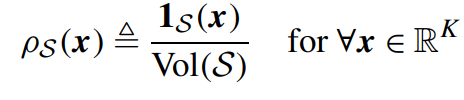 ρ_𝒮(𝒙) ≜ 𝟏_𝒮(𝒙) / Vol(𝒮) for ∀𝒙 ∈ ℝ^K